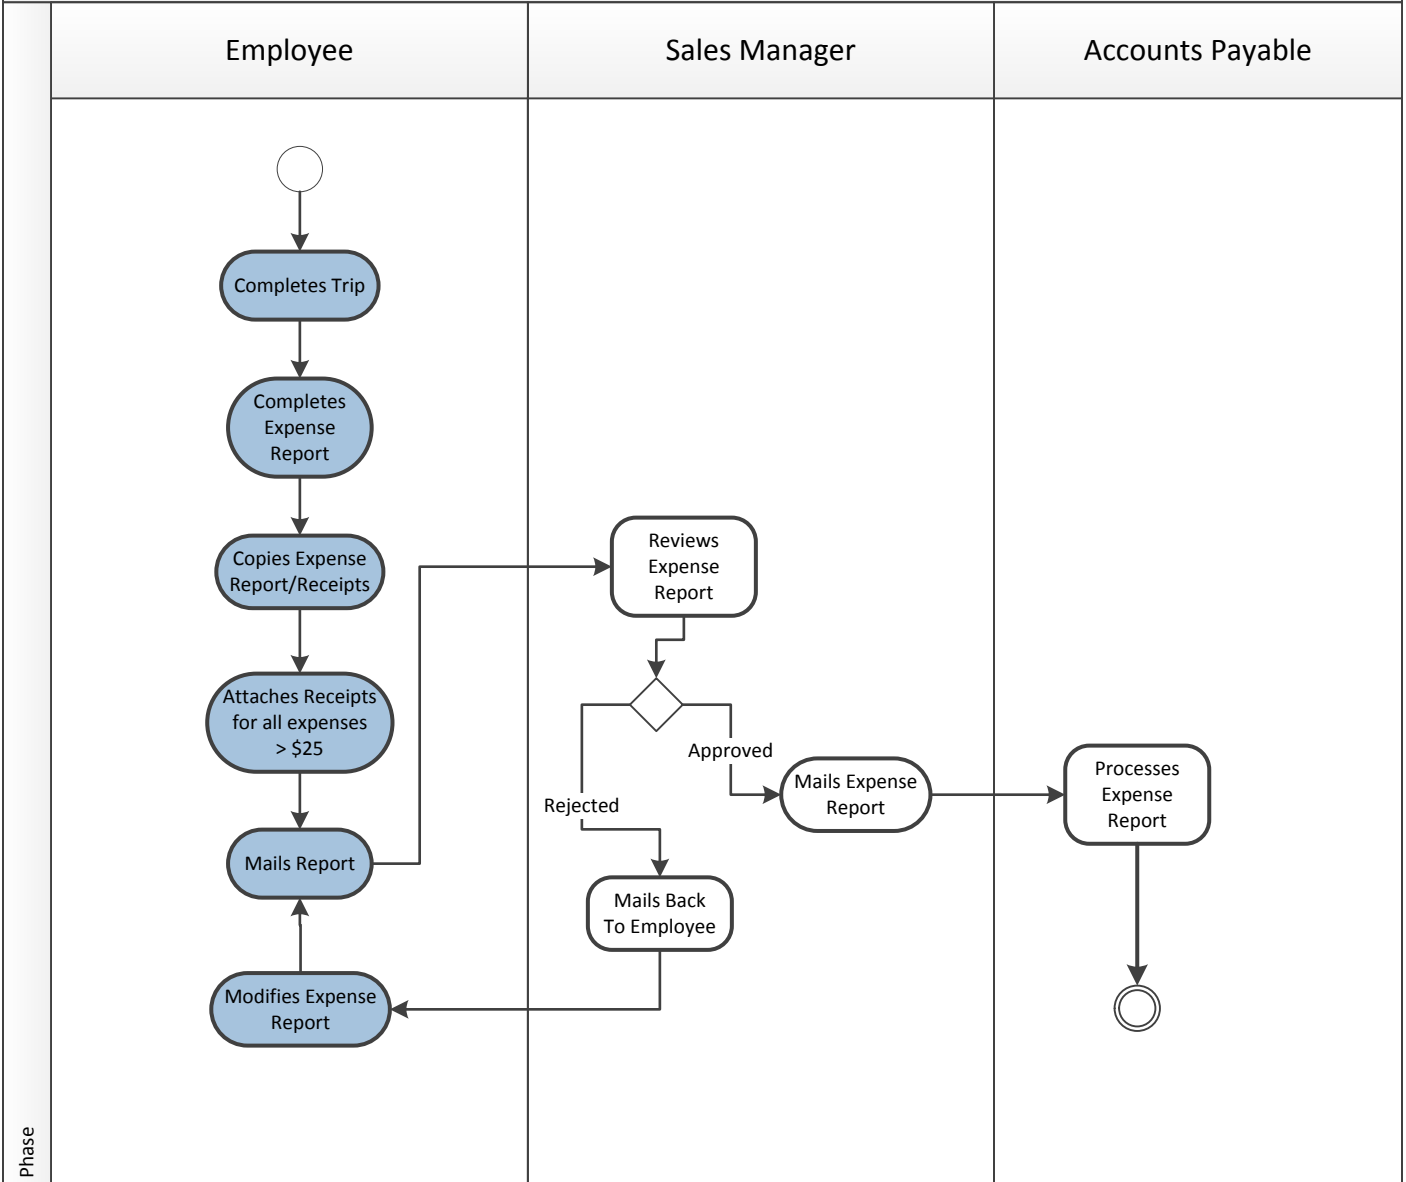 Employee
Sales Manager
Accounts Payable
Completes Trip
Completes
Expense
Report
Copies Expense
Report/Receipts
Attaches Receipts
for all expenses
> $25
Mails Report
Modifies Expense
Report
Reviews
Expense
Report
Approved
Rejected
Mails Expense
Report
Mails Back
To Employee
Processes
Expense
Report
Phase